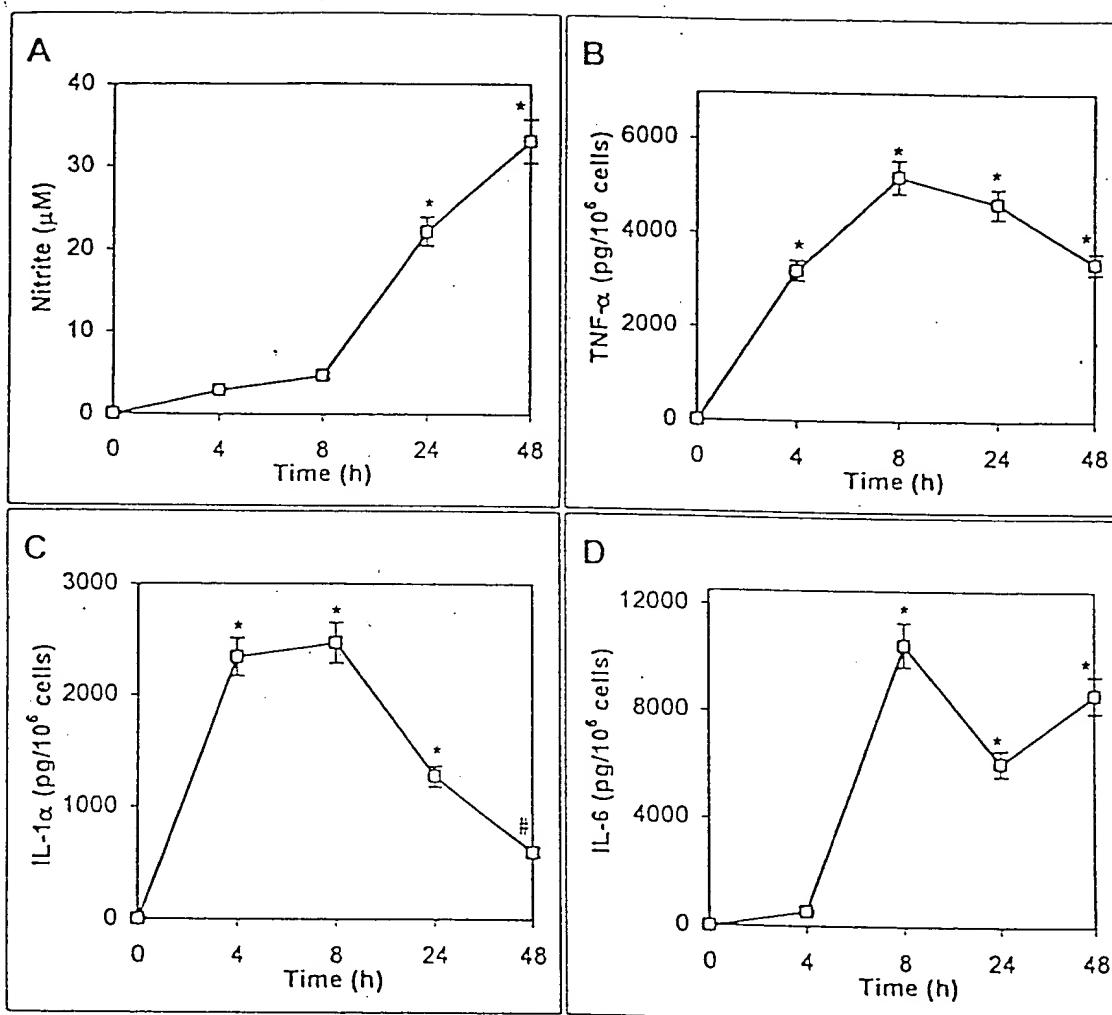 A
Nitrite (μM)
40
30
20
10
0
0 4 8 24 48
Time (h)
* *
B
TNF-α (pg/10⁶ cells)
6000
4000
2000
0
0 4 8 24 48
Time (h)
* * * *
C
IL-1α (pg/10⁶ cells)
3000
2000
1000
0
0 4 8 24 48
Time (h)
* * * #
D
IL-6 (pg/10⁶ cells)
12000
8000
4000
0
0 4 8 24 48
Time (h)
* * *